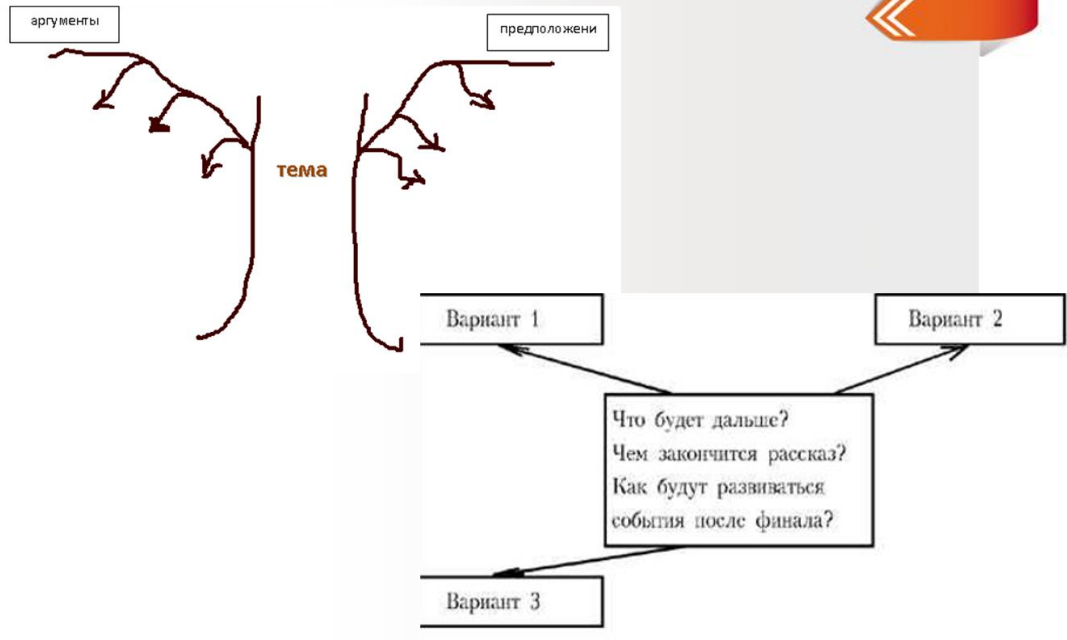 аргументы
предположени
тема
Вариант 1
Вариант 2
Что будет дальше?
Чем закончится рассказ?
Как будут развиваться
события после финала?
Вариант 3